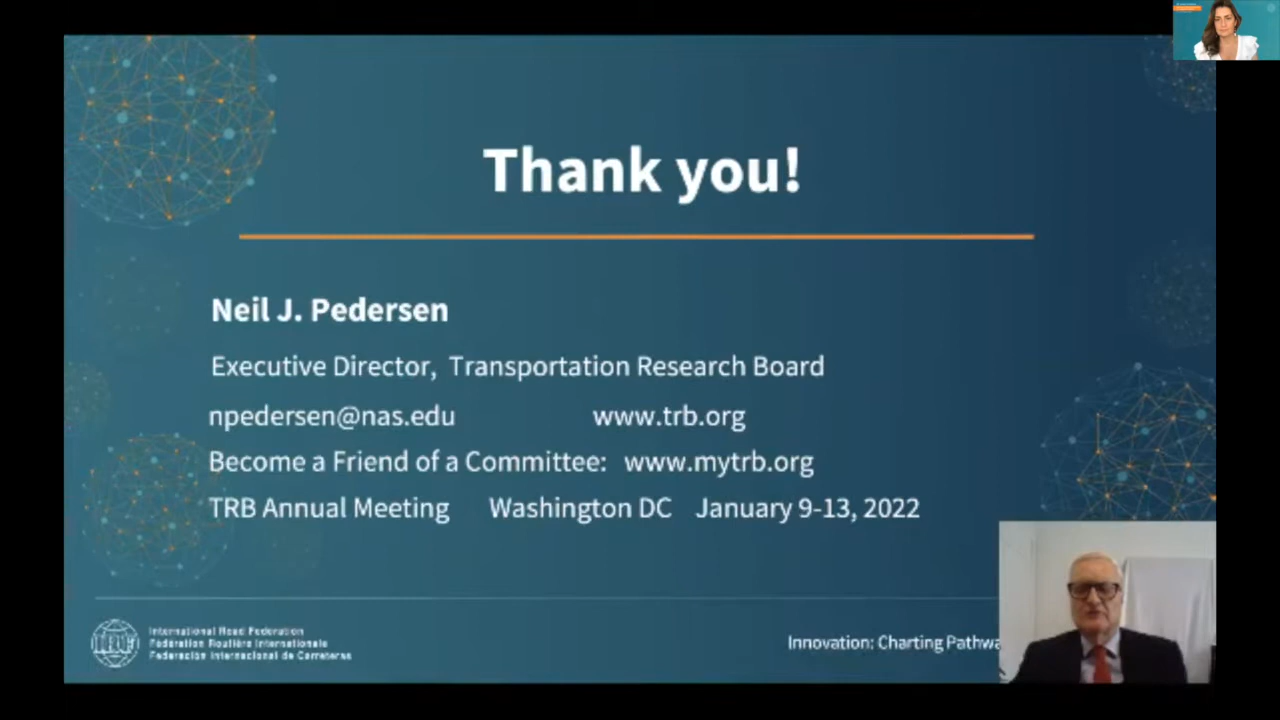 Thank you!
Neil J. Pedersen
Executive Director, Transportation Research Board
npedersen@nas.edu www.trb.org
Become a Friend of a Committee: www.mytrb.org
TRB Annual Meeting Washington DC January 9-13, 2022
IRF
International Road Federation
Fédération Routière Internationale
Federación Internacional de Carreteras
Innovation: Charting Pathwa